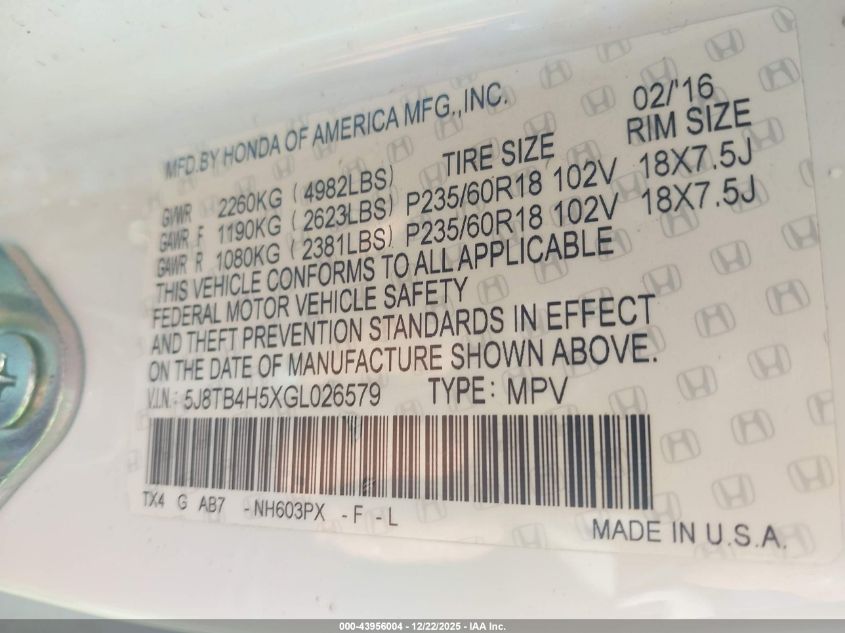 MFD.BY HONDA OF AMERICA MFG.,INC. 02/'16
TIRE SIZE RIM SIZE
GVWR 2260KG ( 4982LBS)
GAWR F 1190KG ( 2623LBS) P235/60R18 102V 18X7.5J
GAWR R 1080KG ( 2381LBS) P235/60R18 102V 18X7.5J
THIS VEHICLE CONFORMS TO ALL APPLICABLE
FEDERAL MOTOR VEHICLE SAFETY
AND THEFT PREVENTION STANDARDS IN EFFECT
ON THE DATE OF MANUFACTURE SHOWN ABOVE.
V.I.N.: 5J8TB4H5XGL026579 TYPE: MPV
TX4 G AB7 -NH603PX -F -L
MADE IN U.S.A.
000-43956004 - 12/22/2025 - IAA Inc.